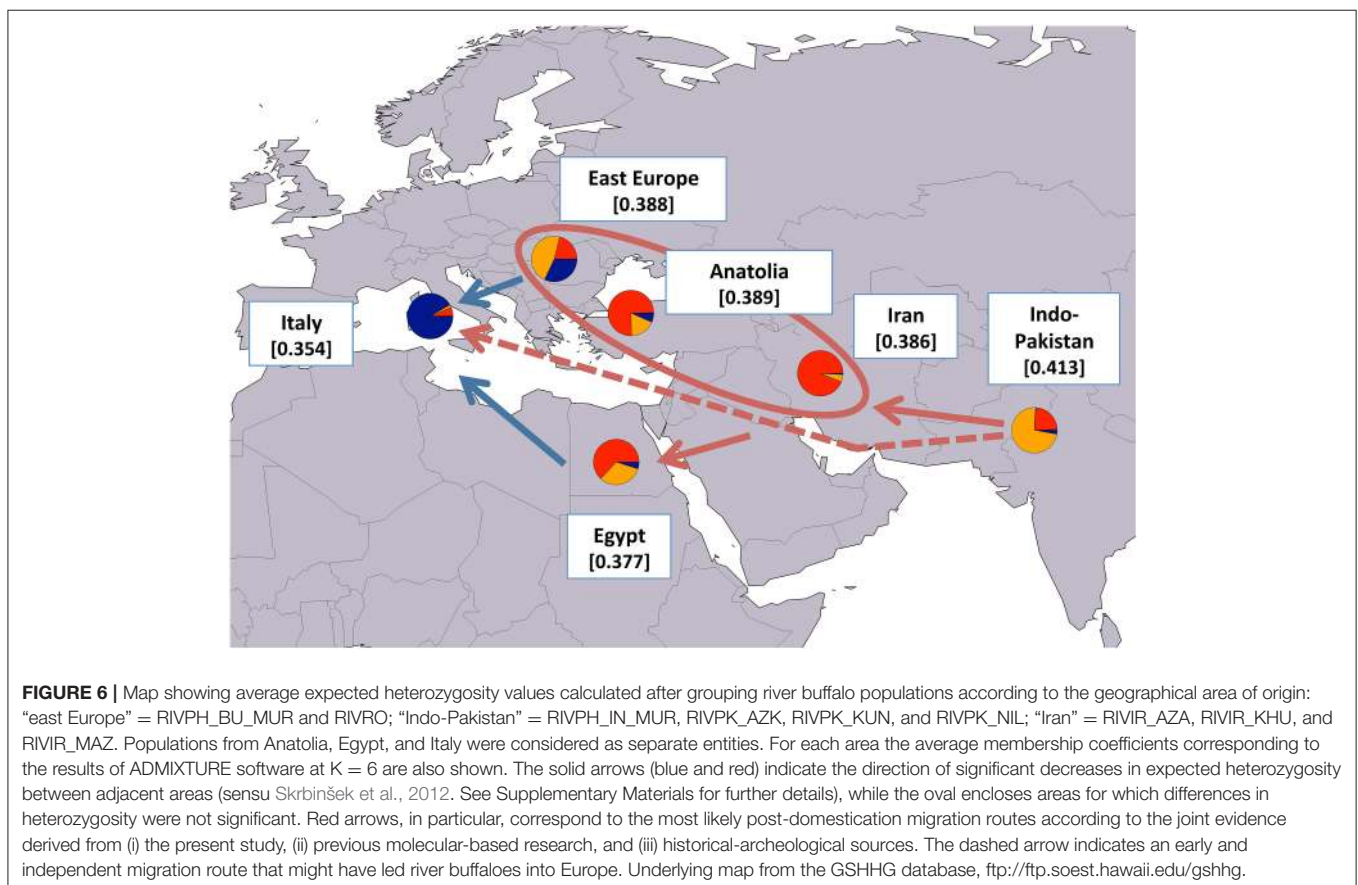 East Europe
[0.388]
Anatolia
[0.389]
Italy
[0.354]
Iran
[0.386]
Indo-
Pakistan
[0.413]
Egypt
[0.377]
FIGURE 6 | Map showing average expected heterozygosity values calculated after grouping river buffalo populations according to the geographical area of origin:
“east Europe” = RIVPH_BU_MUR and RIVRO; “Indo-Pakistan” = RIVPH_IN_MUR, RIVPK_AZK, RIVPK_KUN, and RIVPK_NIL; “Iran” = RIVIR_AZA, RIVIR_KHU, and
RIVIR_MAZ. Populations from Anatolia, Egypt, and Italy were considered as separate entities. For each area the average membership coefficients corresponding to
the results of ADMIXTURE software at K = 6 are also shown. The solid arrows (blue and red) indicate the direction of significant decreases in expected heterozygosity
between adjacent areas (sensu Skrbinšek et al., 2012. See Supplementary Materials for further details), while the oval encloses areas for which differences in
heterozygosity were not significant. Red arrows, in particular, correspond to the most likely post-domestication migration routes according to the joint evidence
derived from (i) the present study, (ii) previous molecular-based research, and (iii) historical-archeological sources. The dashed arrow indicates an early and
independent migration route that might have led river buffaloes into Europe. Underlying map from the GSHHG database, ftp://ftp.soest.hawaii.edu/gshhg.